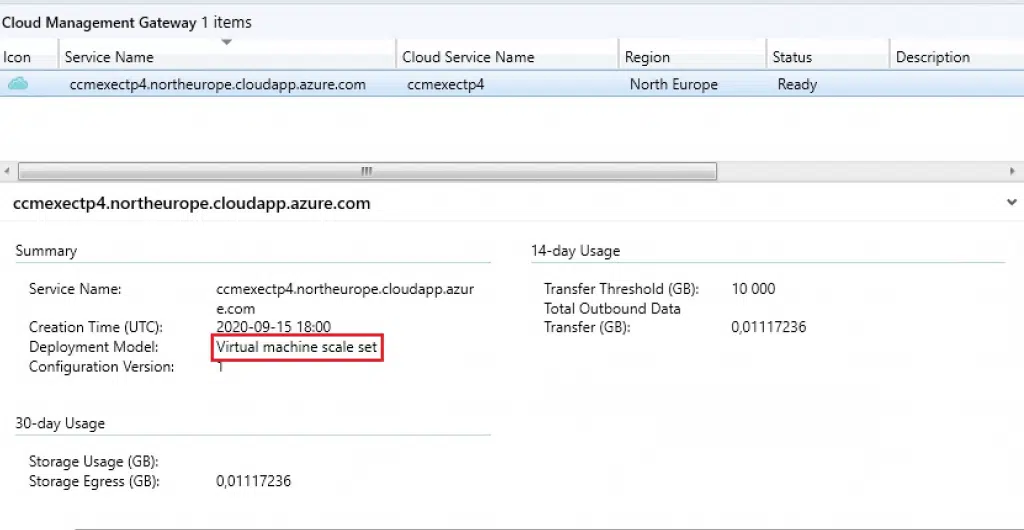 Cloud Management Gateway 1 items
Icon Service Name Cloud Service Name Region Status Description
ccmexectp4.northeurope.cloudapp.azure.com ccmexectp4 North Europe Ready
ccmexectp4.northeurope.cloudapp.azure.com
Summary
Service Name: ccmexectp4.northeurope.cloudapp.azur
e.com
Creation Time (UTC): 2020-09-15 18:00
Deployment Model: Virtual machine scale set
Configuration Version: 1
14-day Usage
Transfer Threshold (GB): 10 000
Total Outbound Data
Transfer (GB): 0,01117236
30-day Usage
Storage Usage (GB):
Storage Egress (GB): 0,01117236